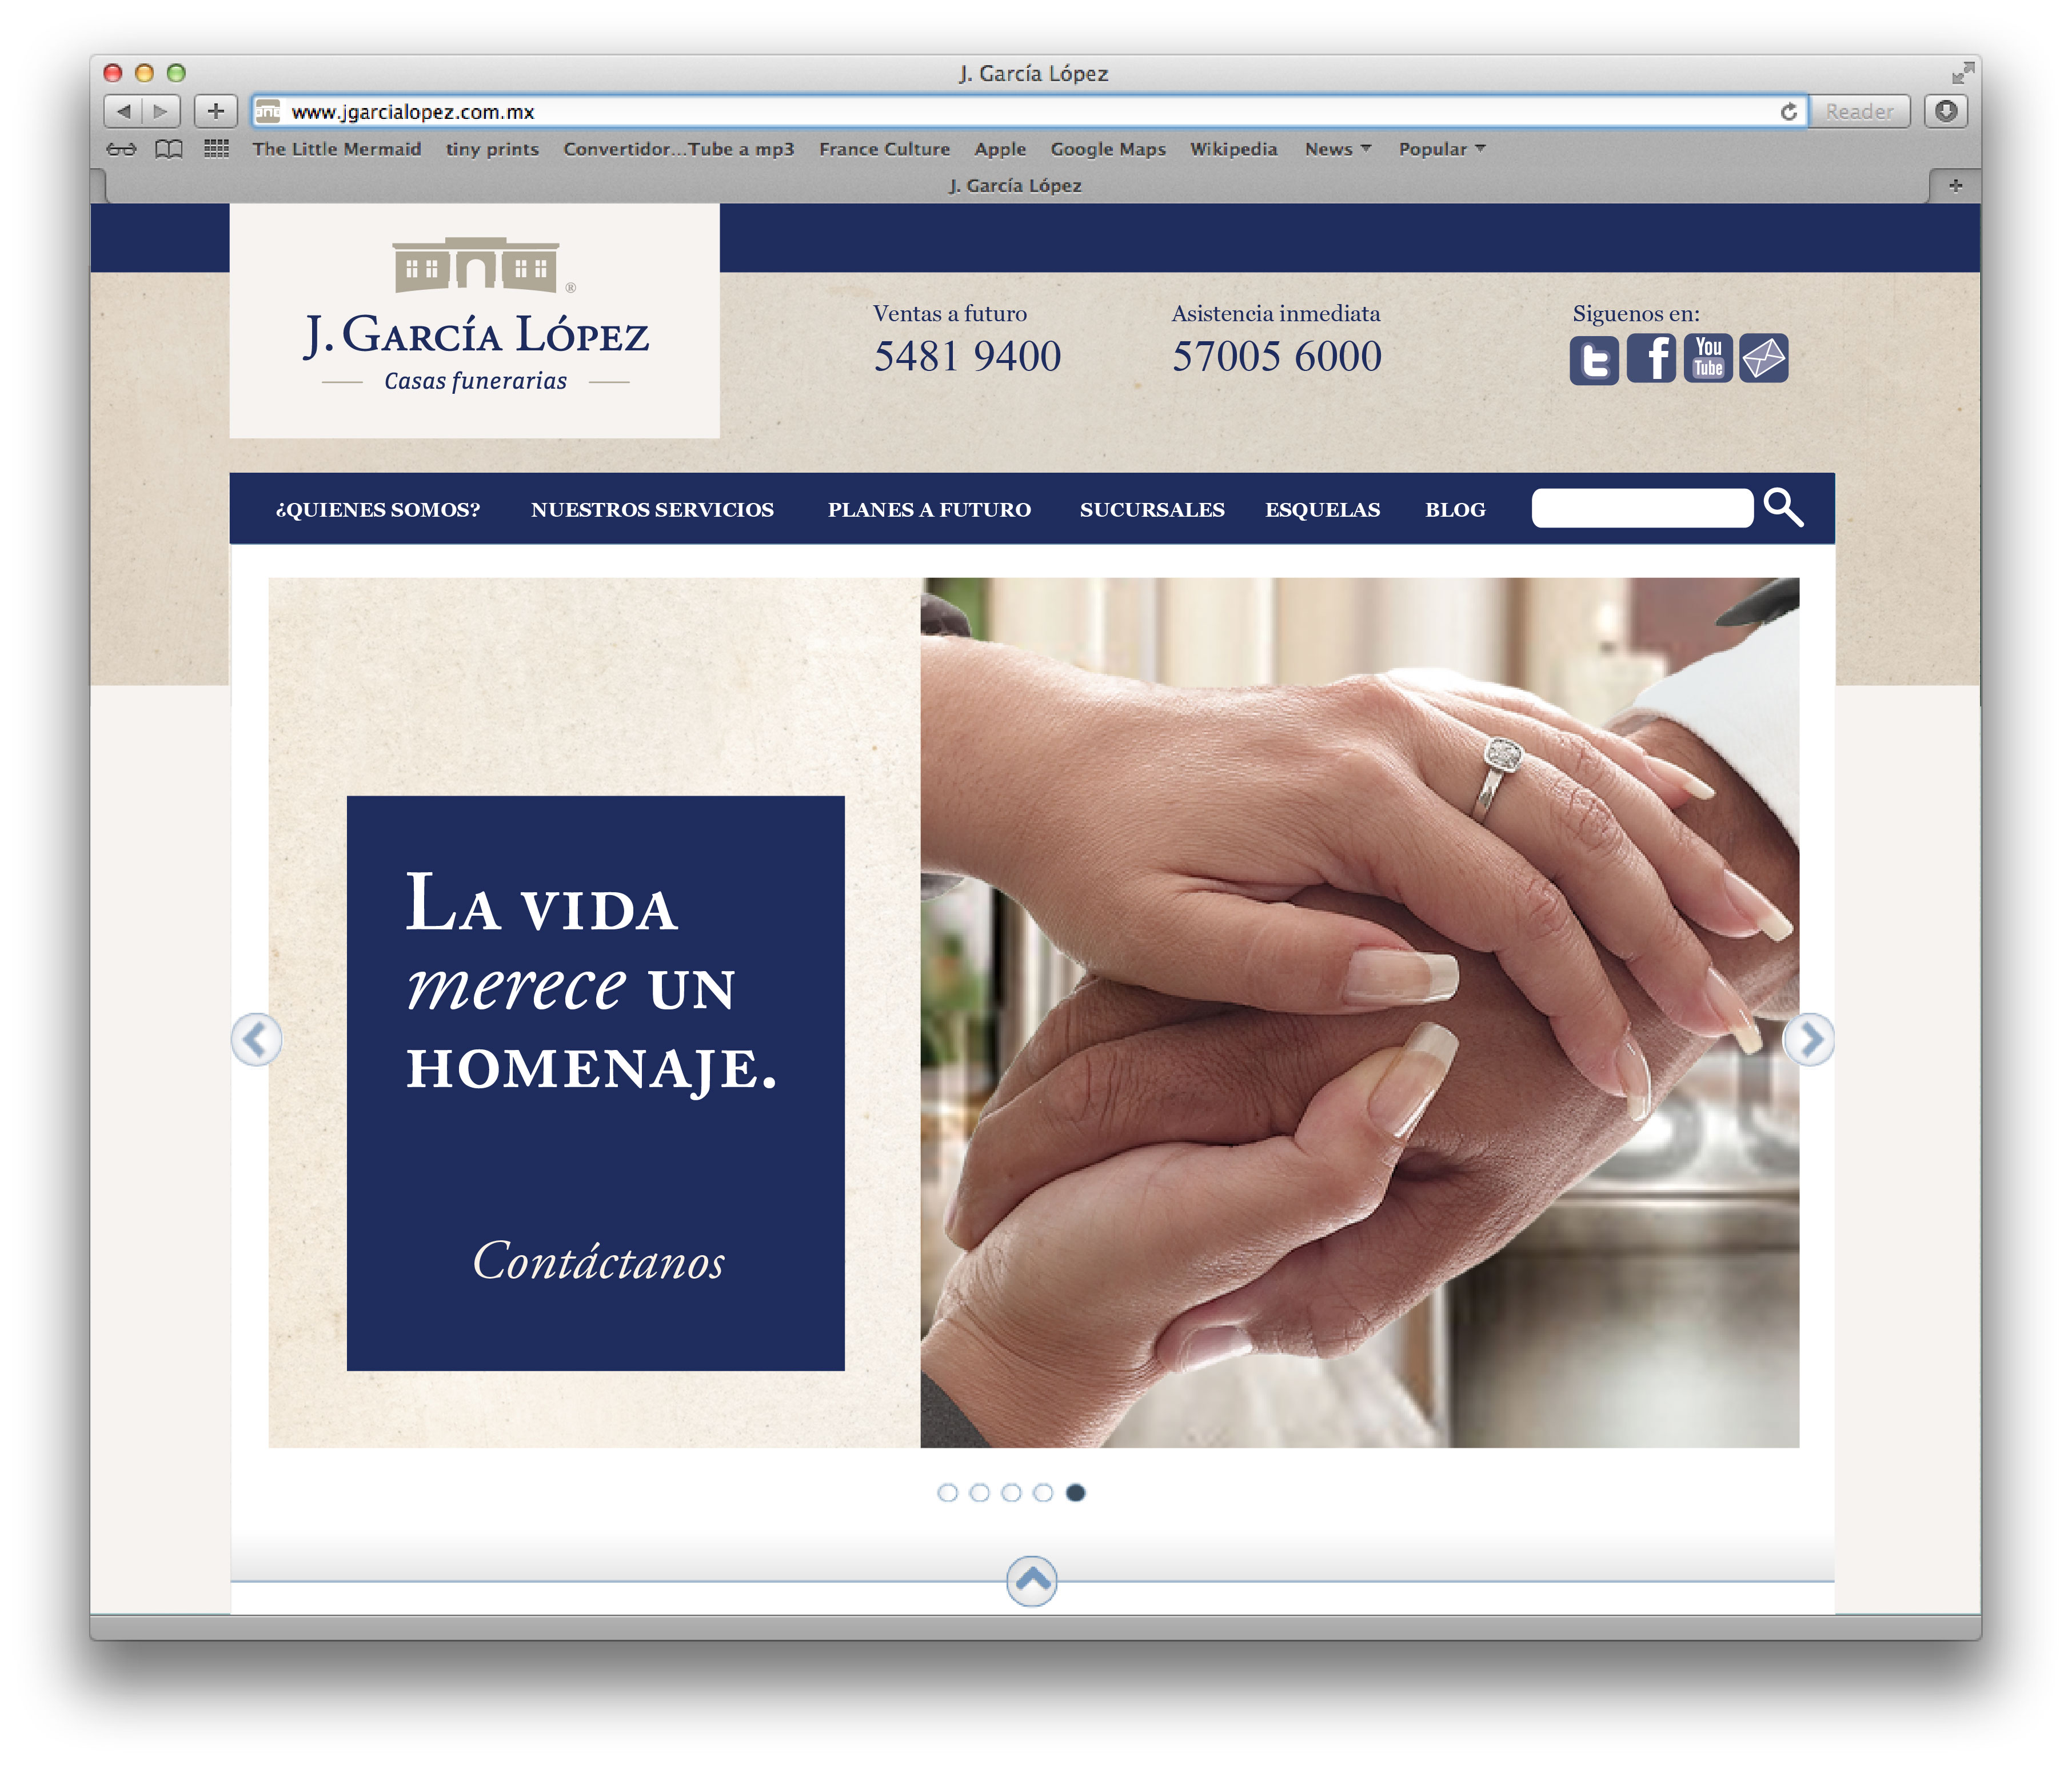 J. García López
www.jgarcialopez.com.mx
Reader
The Little Mermaid tiny prints Convertidor...Tube a mp3 France Culture Apple Google Maps Wikipedia News Popular
J. García López
®
J. García López
Casas funerarias
Ventas a futuro
5481 9400
Asistencia inmediata
57005 6000
Siguenos en:
t f You Tube
¿QUIENES SOMOS? NUESTROS SERVICIOS PLANES A FUTURO SUCURSALES ESQUELAS BLOG
La vida
merece un
homenaje.
Contáctanos